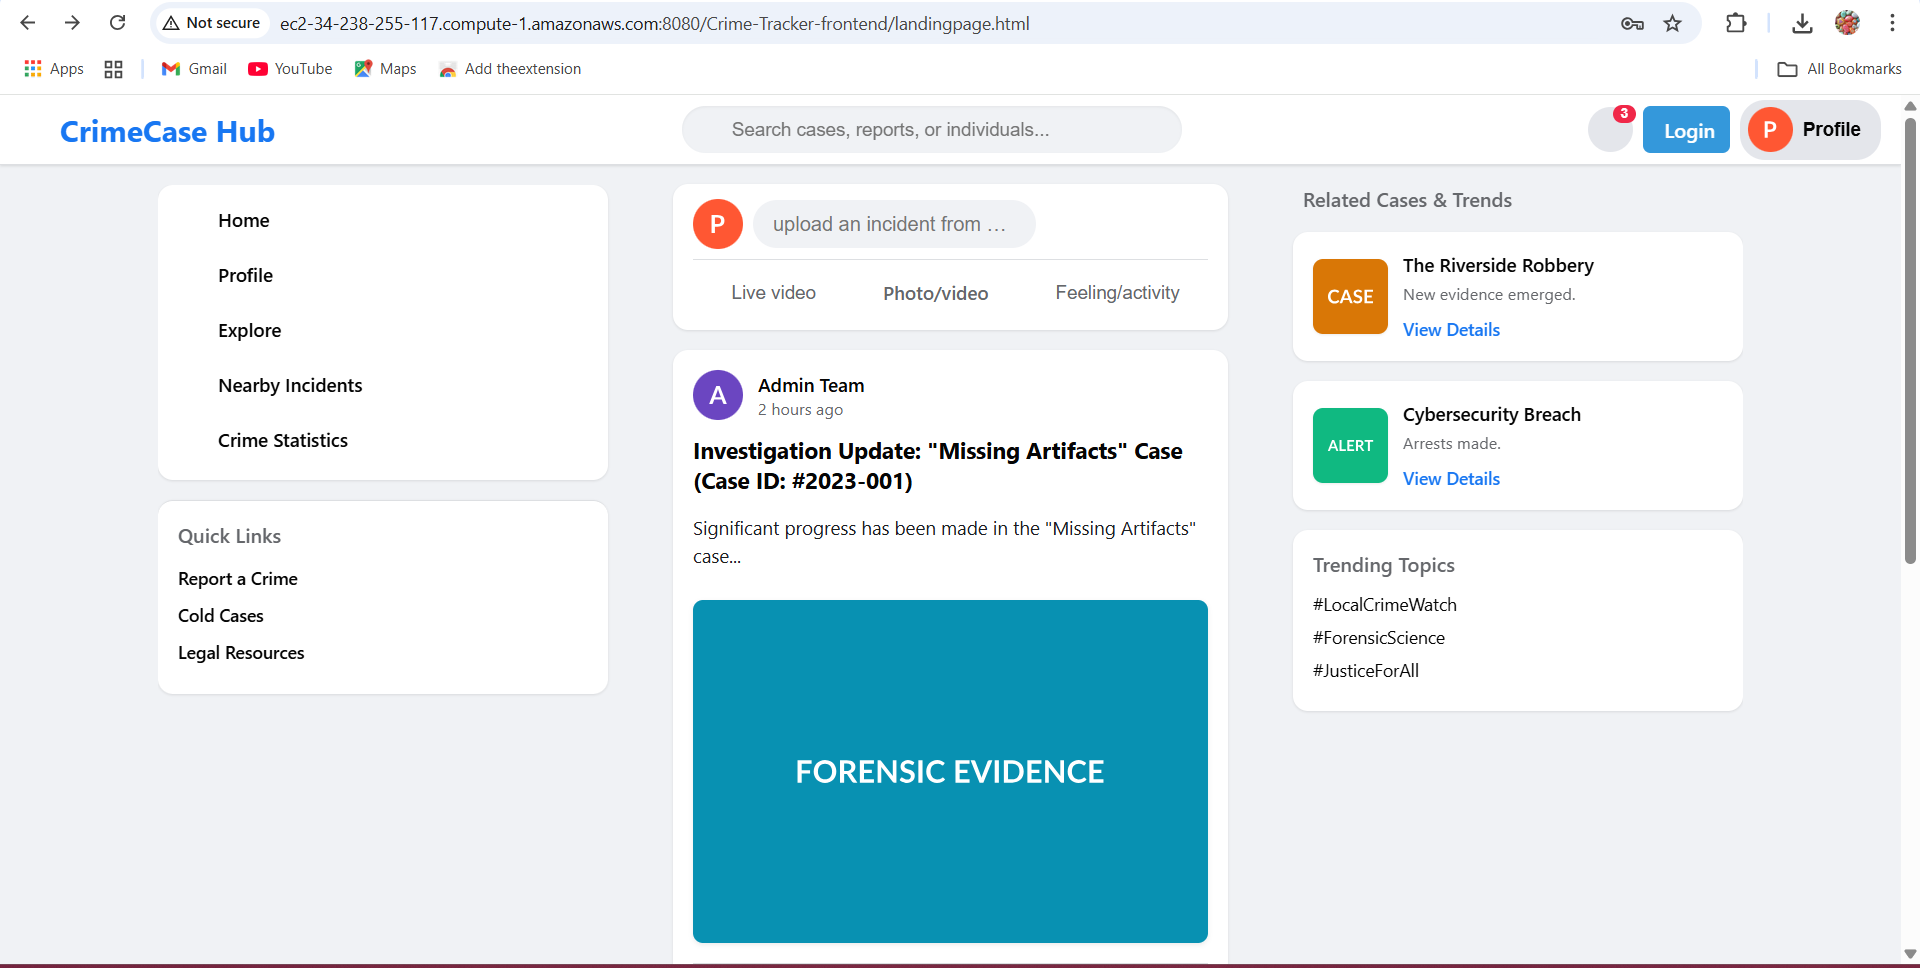 Not secure
ec2-34-238-255-117.compute-1.amazonaws.com:8080/Crime-Tracker-frontend/landingpage.html
Apps
Gmail
YouTube
Maps
Add theextension
All Bookmarks
CrimeCase Hub
Search cases, reports, or individuals...
3
Login
P
Profile
Home
Profile
Explore
Nearby Incidents
Crime Statistics
Quick Links
Report a Crime
Cold Cases
Legal Resources
P
upload an incident from …
Live video
Photo/video
Feeling/activity
A
Admin Team
2 hours ago
Investigation Update: "Missing Artifacts" Case
(Case ID: #2023-001)
Significant progress has been made in the "Missing Artifacts"
case...
FORENSIC EVIDENCE
Related Cases & Trends
CASE
The Riverside Robbery
New evidence emerged.
View Details
ALERT
Cybersecurity Breach
Arrests made.
View Details
Trending Topics
#LocalCrimeWatch
#ForensicScience
#JusticeForAll